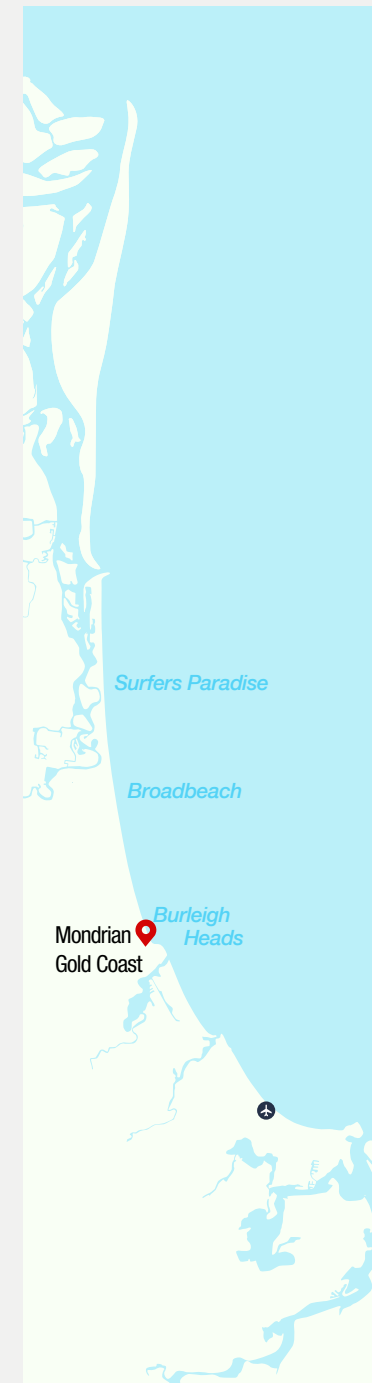 Surfers Paradise
Broadbeach
Burleigh
Heads
Mondrian
Gold Coast